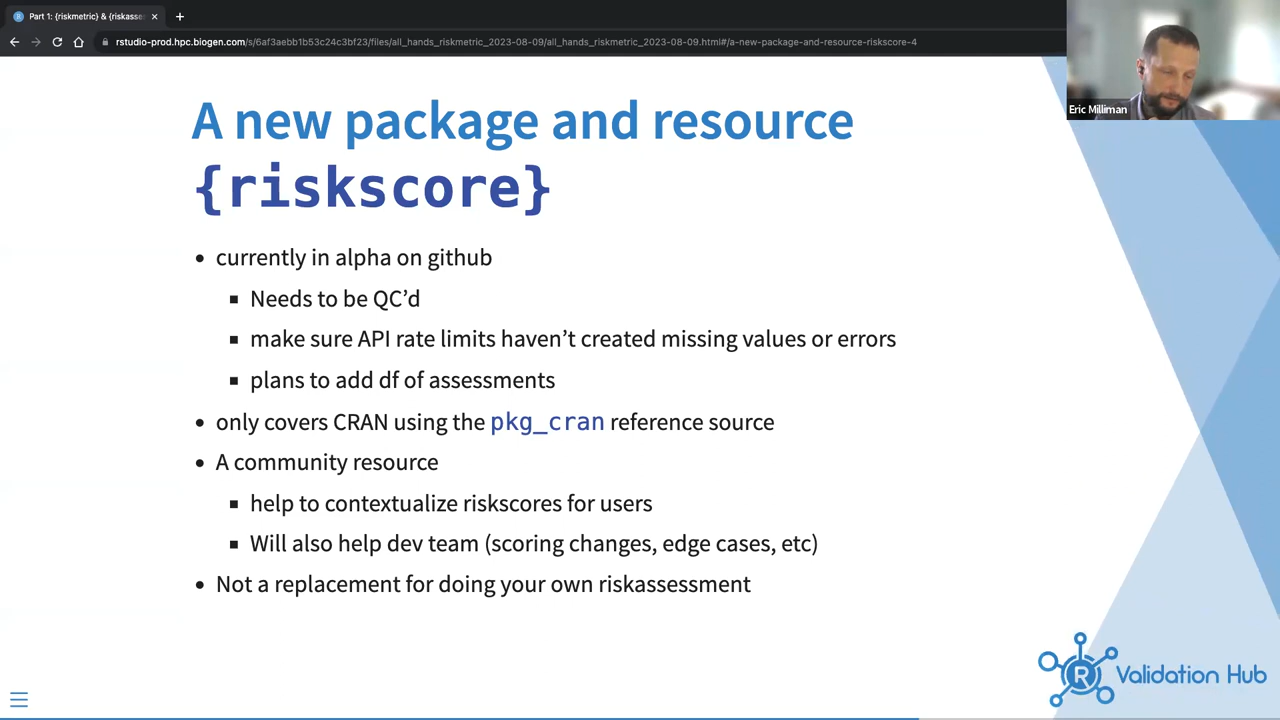 Part 1: {riskmetric} & {riskasse
rstudio-prod.hpc.biogen.com/s/6af3aebb1b53c24c3bf23/files/all_hands_riskmetric_2023-08-09/all_hands_riskmetric_2023-08-09.html#/a-new-package-and-resource-riskscore-4
Eric Milliman
A new package and resource
{riskscore}
• currently in alpha on github
▪ Needs to be QC’d
▪ make sure API rate limits haven’t created missing values or errors
▪ plans to add df of assessments
• only covers CRAN using the pkg_cran reference source
• A community resource
▪ help to contextualize riskscores for users
▪ Will also help dev team (scoring changes, edge cases, etc)
• Not a replacement for doing your own riskassessment
R Validation Hub